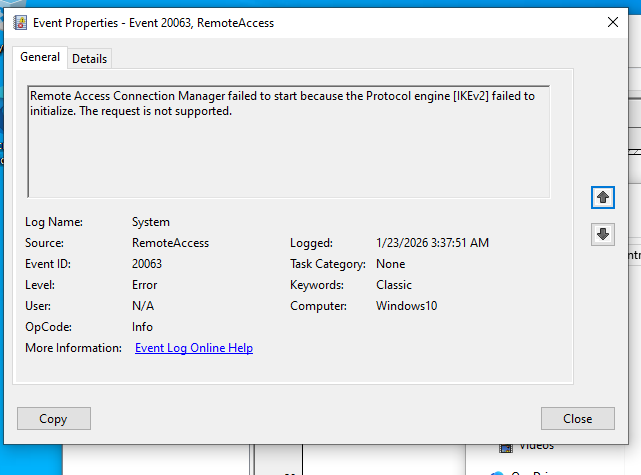 Event Properties - Event 20063, RemoteAccess
General
Details
Remote Access Connection Manager failed to start because the Protocol engine [IKEv2] failed to
initialize. The request is not supported.
Log Name: System
Source: RemoteAccess Logged: 1/23/2026 3:37:51 AM
Event ID: 20063 Task Category: None
Level: Error Keywords: Classic
User: N/A Computer: Windows10
OpCode: Info
More Information: Event Log Online Help
Copy
Close
Videos